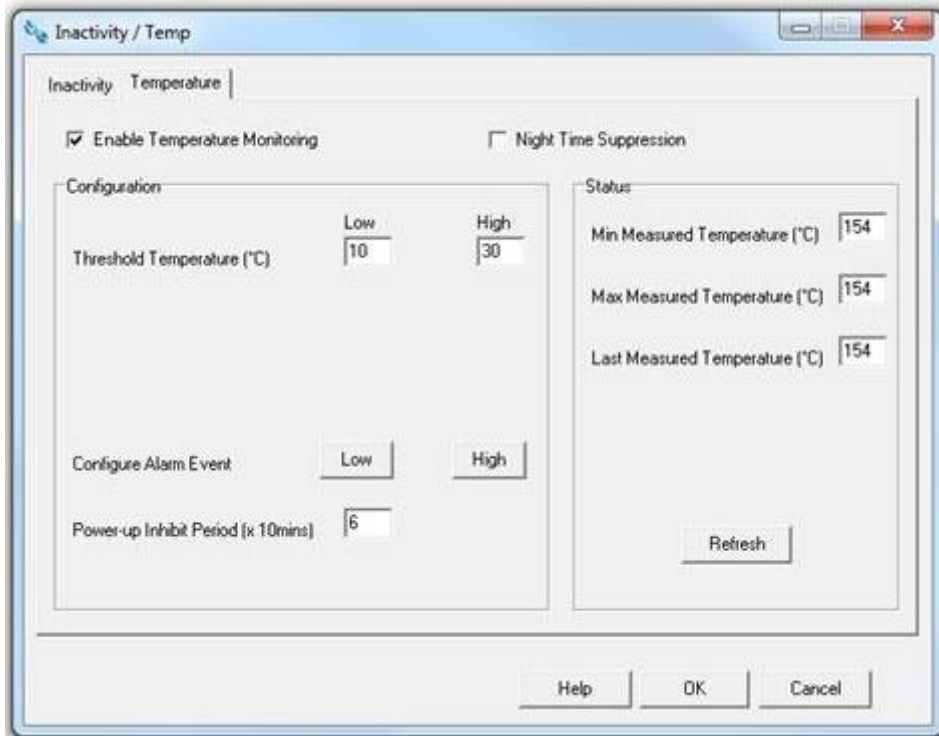 Inactivity / Temp
Inactivity Temperature
Enable Temperature Monitoring
Night Time Suppression
Configuration
Low High
Threshold Temperature (°C) 10 30
Configure Alarm Event Low High
Power-up Inhibit Period (x 10mins) 6
Status
Min Measured Temperature (°C) 154
Max Measured Temperature (°C) 154
Last Measured Temperature (°C) 154
Refresh
Help OK Cancel